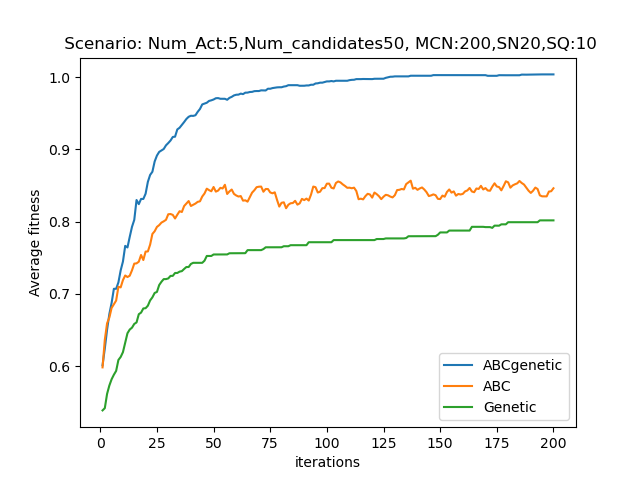 Scenario: Num_Act:5,Num_candidates50, MCN:200,SN20,SQ:10
1.0
0.9
0.8
0.7
0.6
Average fitness
0 25 50 75 100 125 150 175 200
iterations
ABCgenetic
ABC
Genetic